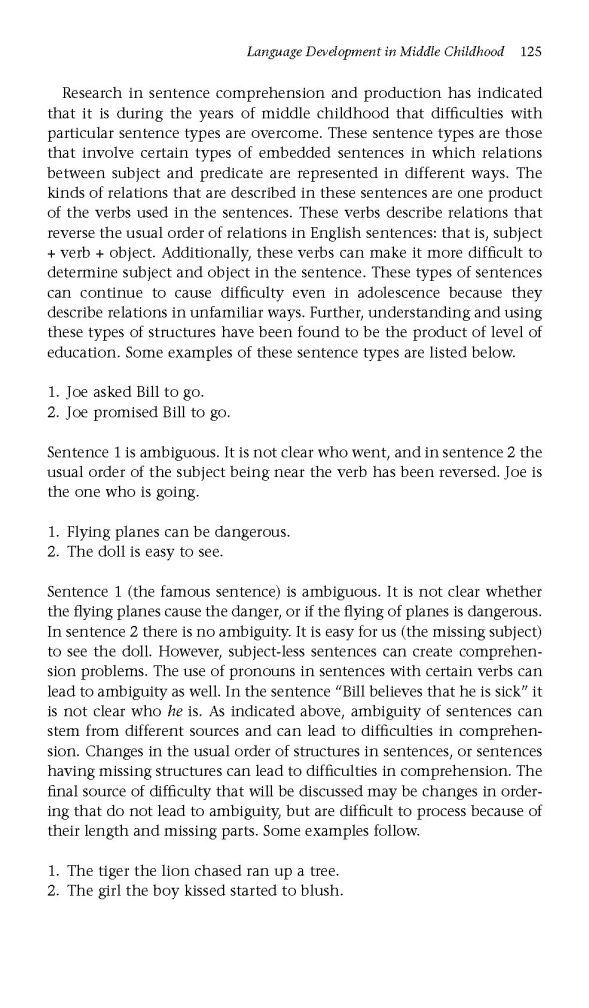 Language Development in Middle Childhood 125
Research in sentence comprehension and production has indicated
that it is during the years of middle childhood that difficulties with
particular sentence types are overcome. These sentence types are those
that involve certain types of embedded sentences in which relations
between subject and predicate are represented in different ways. The
kinds of relations that are described in these sentences are one product
of the verbs used in the sentences. These verbs describe relations that
reverse the usual order of relations in English sentences: that is, subject
+ verb + object. Additionally, these verbs can make it more difficult to
determine subject and object in the sentence. These types of sentences
can continue to cause difficulty even in adolescence because they
describe relations in unfamiliar ways. Further, understanding and using
these types of structures have been found to be the product of level of
education. Some examples of these sentence types are listed below.
1. Joe asked Bill to go.
2. Joe promised Bill to go.
Sentence 1 is ambiguous. It is not clear who went, and in sentence 2 the
usual order of the subject being near the verb has been reversed. Joe is
the one who is going.
1. Flying planes can be dangerous.
2. The doll is easy to see.
Sentence 1 (the famous sentence) is ambiguous. It is not clear whether
the flying planes cause the danger, or if the flying of planes is dangerous.
In sentence 2 there is no ambiguity. It is easy for us (the missing subject)
to see the doll. However, subject-less sentences can create comprehen-
sion problems. The use of pronouns in sentences with certain verbs can
lead to ambiguity as well. In the sentence “Bill believes that he is sick” it
is not clear who he is. As indicated above, ambiguity of sentences can
stem from different sources and can lead to difficulties in comprehen-
sion. Changes in the usual order of structures in sentences, or sentences
having missing structures can lead to difficulties in comprehension. The
final source of difficulty that will be discussed may be changes in order-
ing that do not lead to ambiguity, but are difficult to process because of
their length and missing parts. Some examples follow.
1. The tiger the lion chased ran up a tree.
2. The girl the boy kissed started to blush.